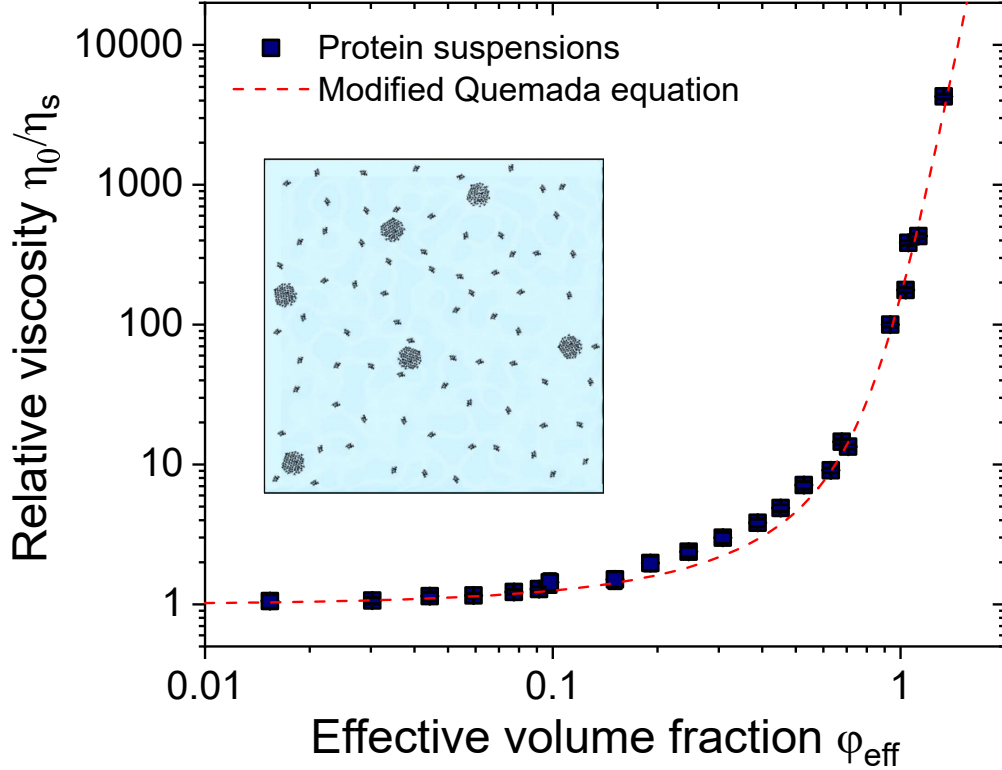 Protein suspensions
Modified Quemada equation
Relative viscosity η₀/ηₛ
10000
1000
100
10
1
0.01
0.1
1
Effective volume fraction φeff